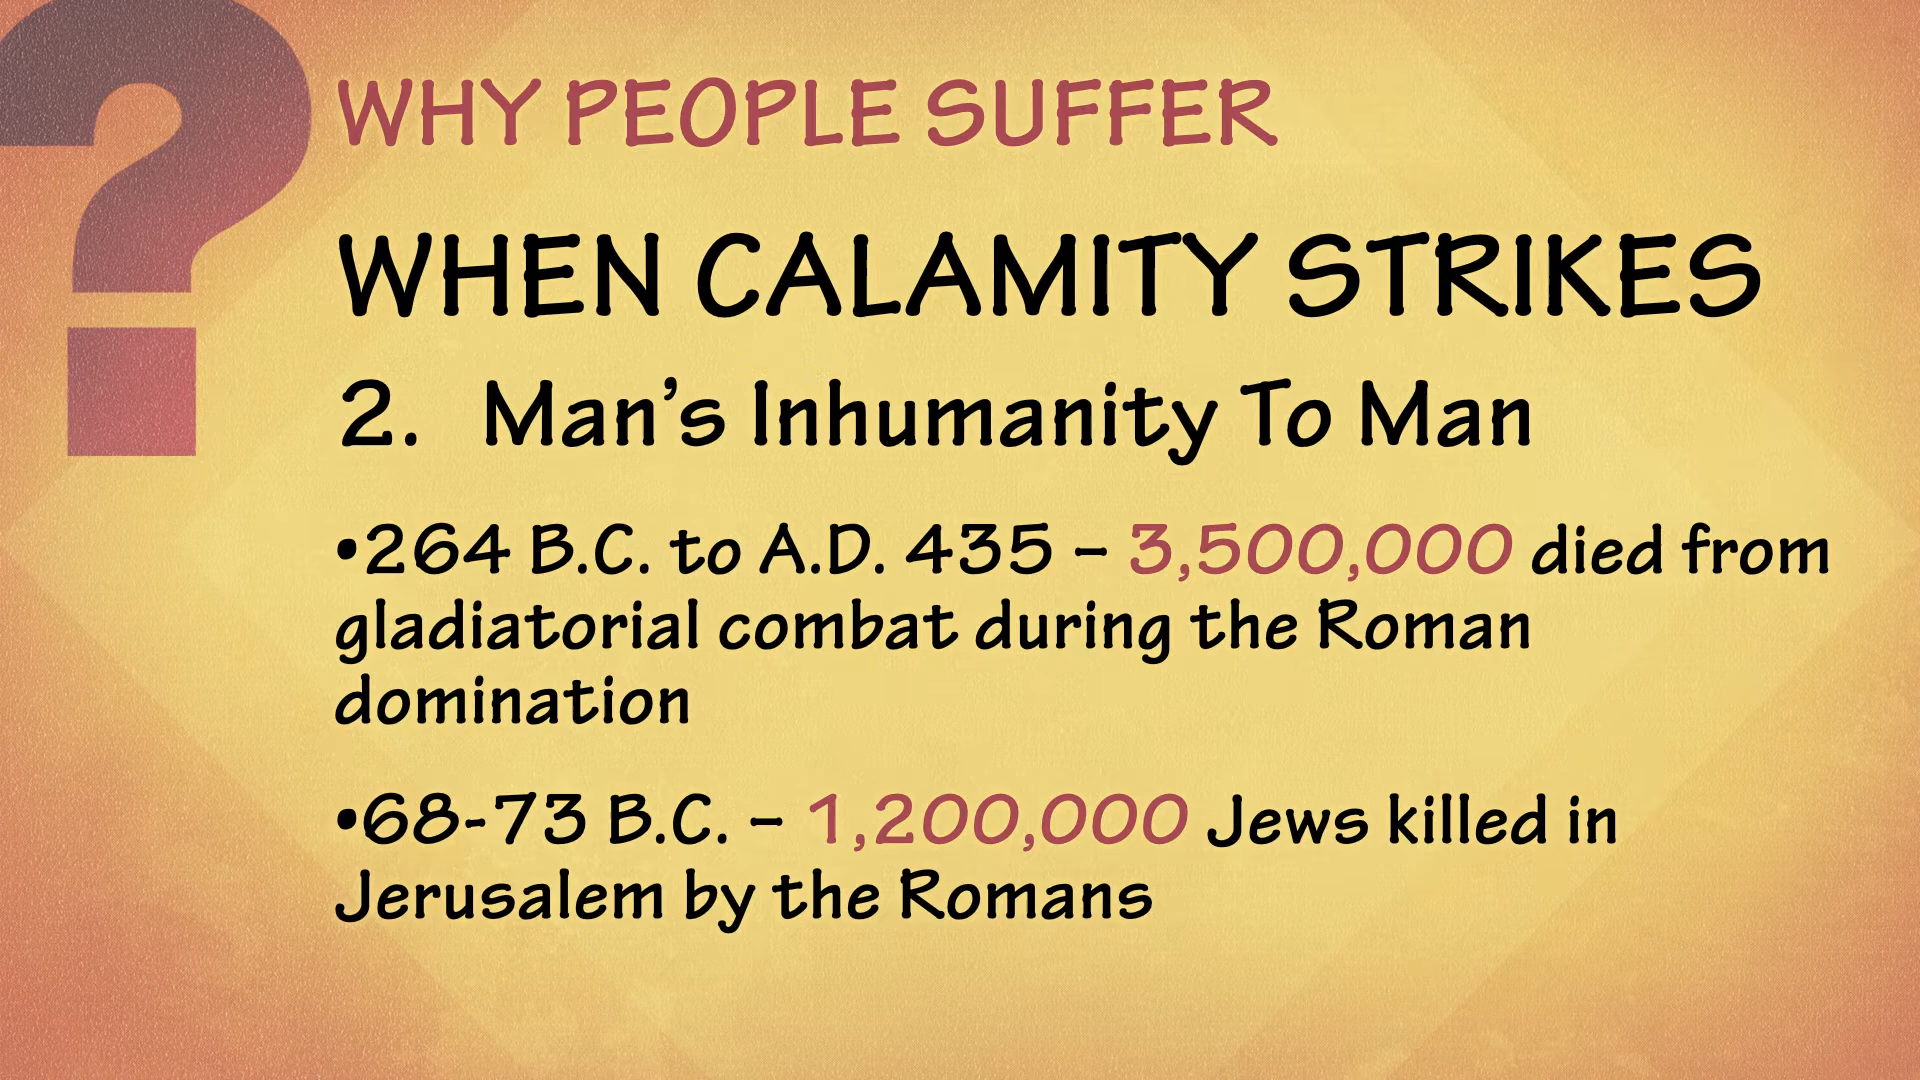 ?
WHY PEOPLE SUFFER
WHEN CALAMITY STRIKES
2. Man’s Inhumanity To Man
•264 B.C. to A.D. 435 – 3,500,000 died from
gladiatorial combat during the Roman
domination
•68-73 B.C. – 1,200,000 Jews killed in
Jerusalem by the Romans